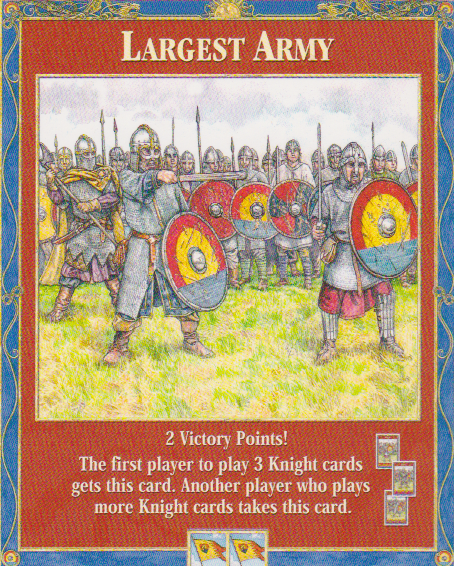 LARGEST ARMY
2 Victory Points!
The first player to play 3 Knight cards
gets this card. Another player who plays
more Knight cards takes this card.